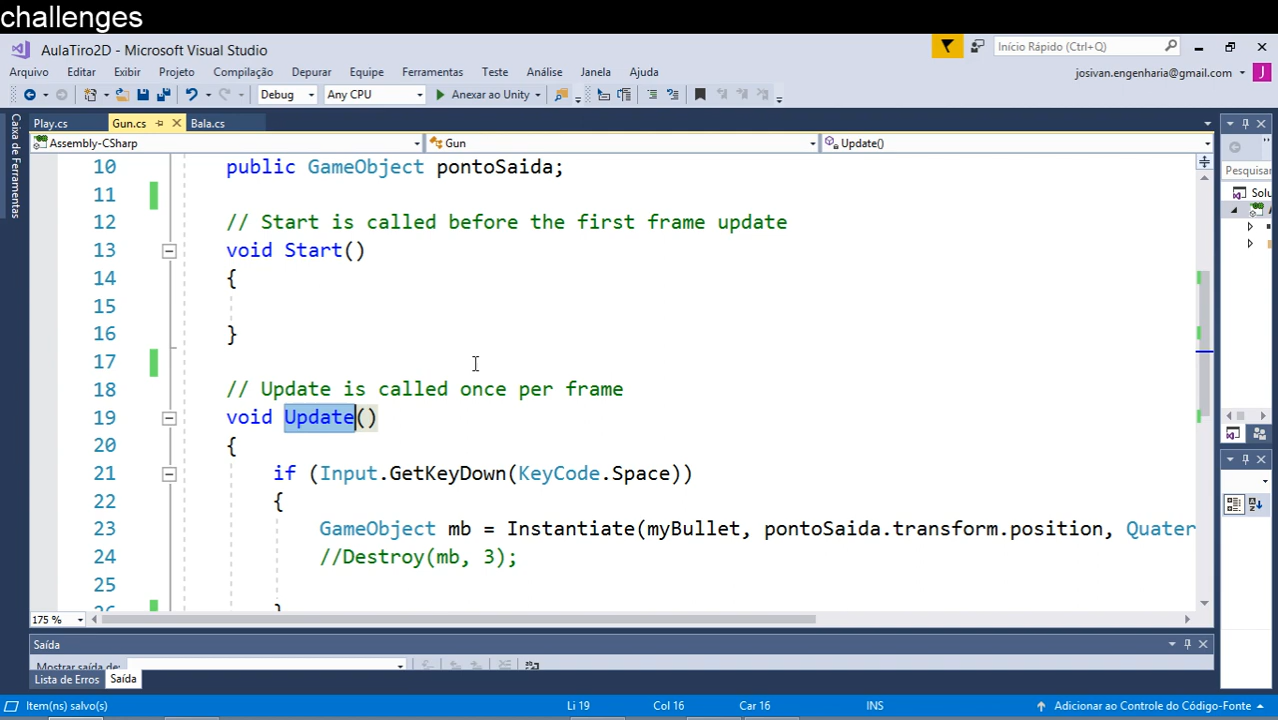 challenges
AulaTiro2D - Microsoft Visual Studio
Início Rápido (Ctrl+Q)
Arquivo Editar Exibir Projeto Compilação Depurar Equipe Ferramentas Teste Análise Janela Ajuda
josivan.engenharia@gmail.com J
Debug Any CPU Anexar ao Unity
Caixa de Ferramentas
Play.cs Gun.cs Bala.cs
Assembly-CSharp Gun Update()
Pesquisar
Solu
10 public GameObject pontoSaida;
11
12 // Start is called before the first frame update
13 void Start()
14 {
15
16 }
17
18 // Update is called once per frame
19 void Update()
20 {
21 if (Input.GetKeyDown(KeyCode.Space))
22 {
23 GameObject mb = Instantiate(myBullet, pontoSaida.transform.position, Quater
24 //Destroy(mb, 3);
25
26 }
175 %
Saída
Mostrar saída de:
Lista de Erros Saída
Item(ns) salvo(s) Li 19 Col 16 Car 16 INS Adicionar ao Controle do Código-Fonte